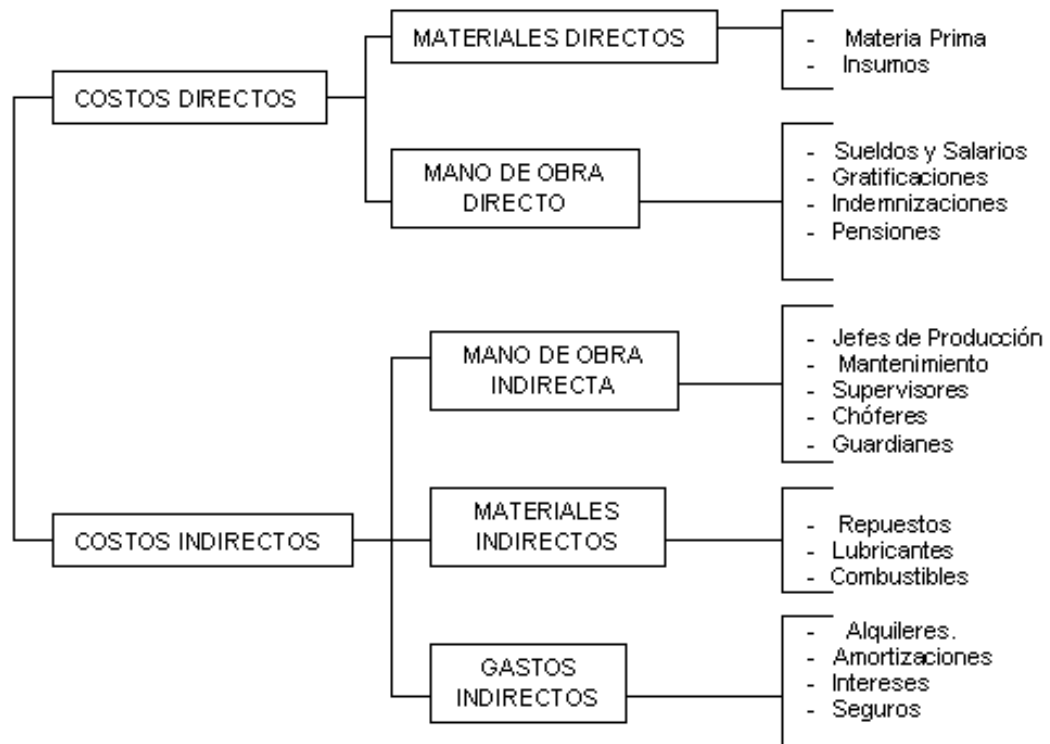 COSTOS DIRECTOS
MATERIALES DIRECTOS
- Materia Prima
- Insumos
MANO DE OBRA
DIRECTO
- Sueldos y Salarios
- Gratificaciones
- Indemnizaciones
- Pensiones
COSTOS INDIRECTOS
MANO DE OBRA
INDIRECTA
- Jefes de Producción
- Mantenimiento
- Supervisores
- Chóferes
- Guardianes
MATERIALES
INDIRECTOS
- Repuestos
- Lubricantes
- Combustibles
GASTOS
INDIRECTOS
- Alquileres.
- Amortizaciones
- Intereses
- Seguros